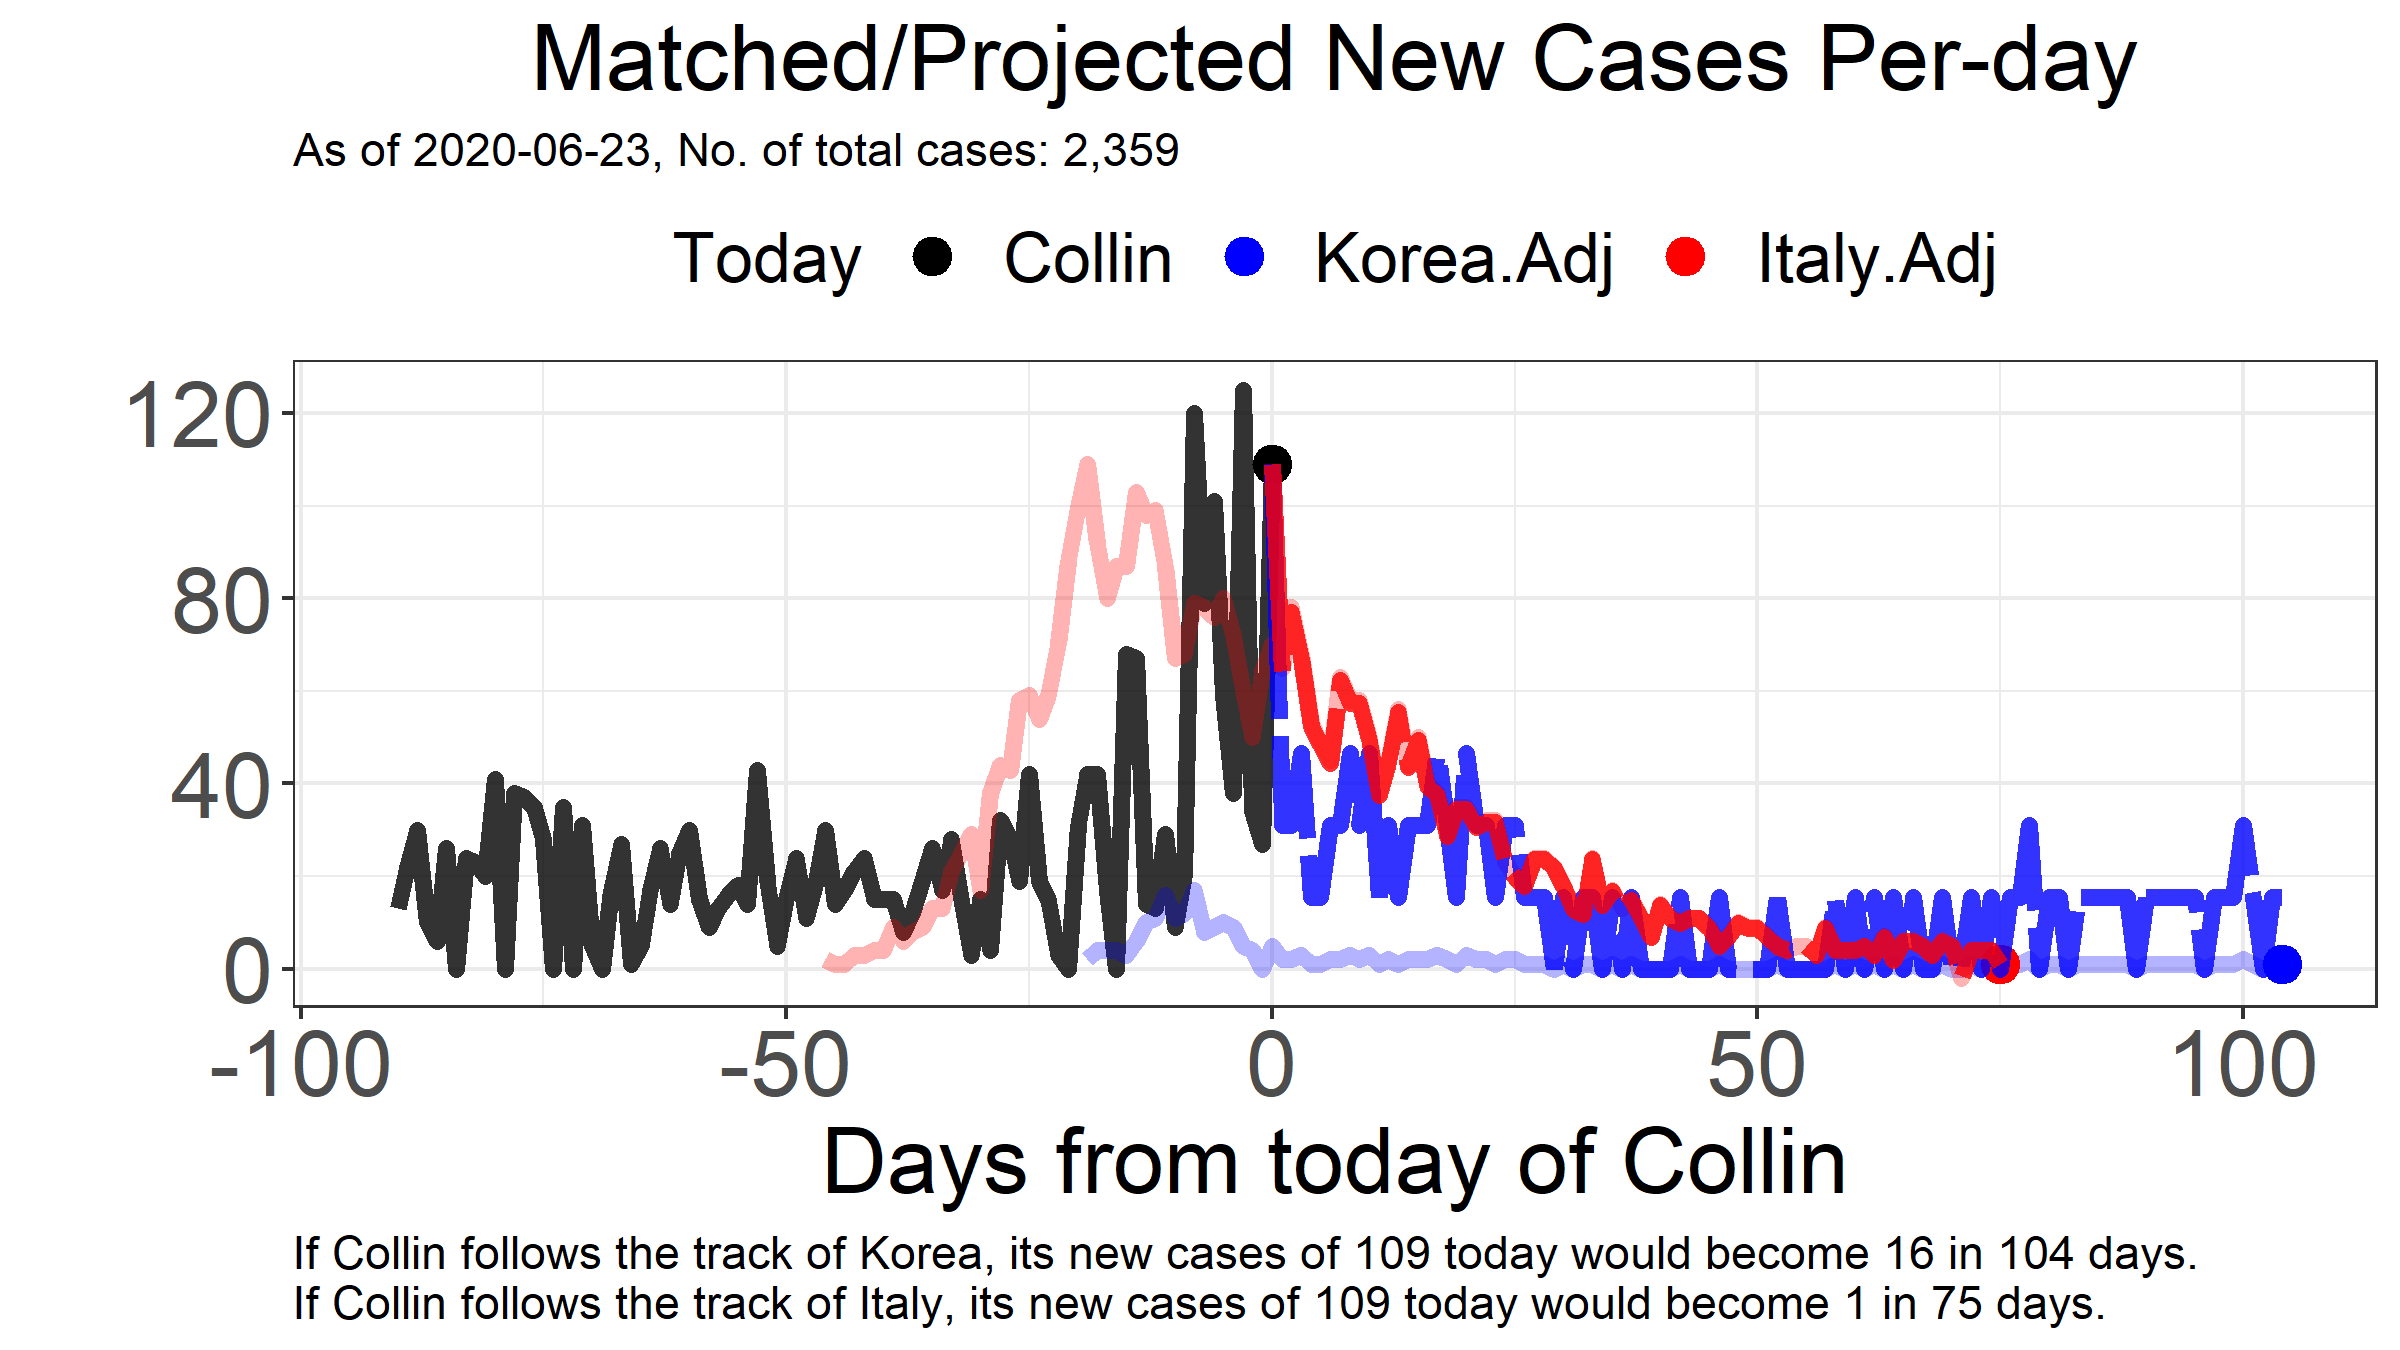 Matched/Projected New Cases Per-day
As of 2020-06-23, No. of total cases: 2,359
Today Collin Korea.Adj Italy.Adj
120
80
40
0
-100 -50 0 50 100
Days from today of Collin
If Collin follows the track of Korea, its new cases of 109 today would become 16 in 104 days.
If Collin follows the track of Italy, its new cases of 109 today would become 1 in 75 days.